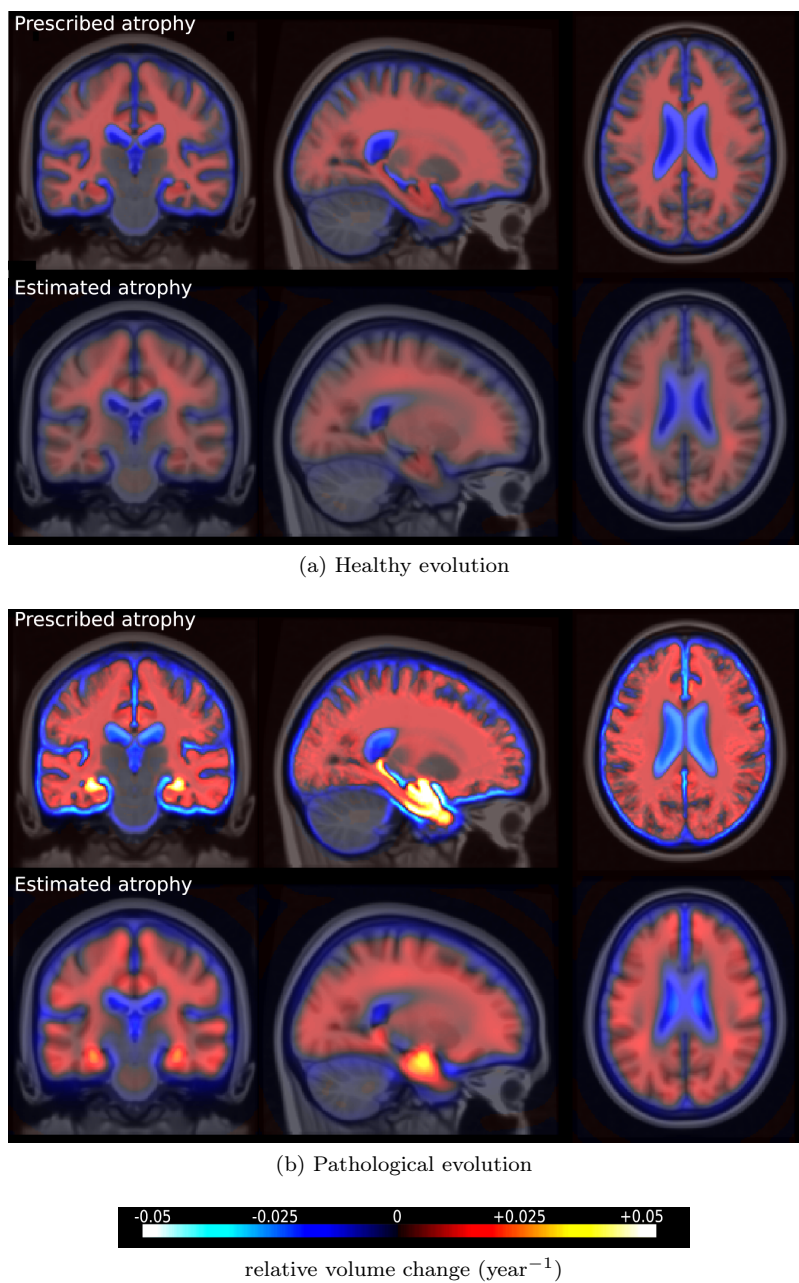 Prescribed atrophy
Estimated atrophy
(a) Healthy evolution
Prescribed atrophy
Estimated atrophy
(b) Pathological evolution
-0.05 -0.025 0 +0.025 +0.05
relative volume change (year⁻¹)